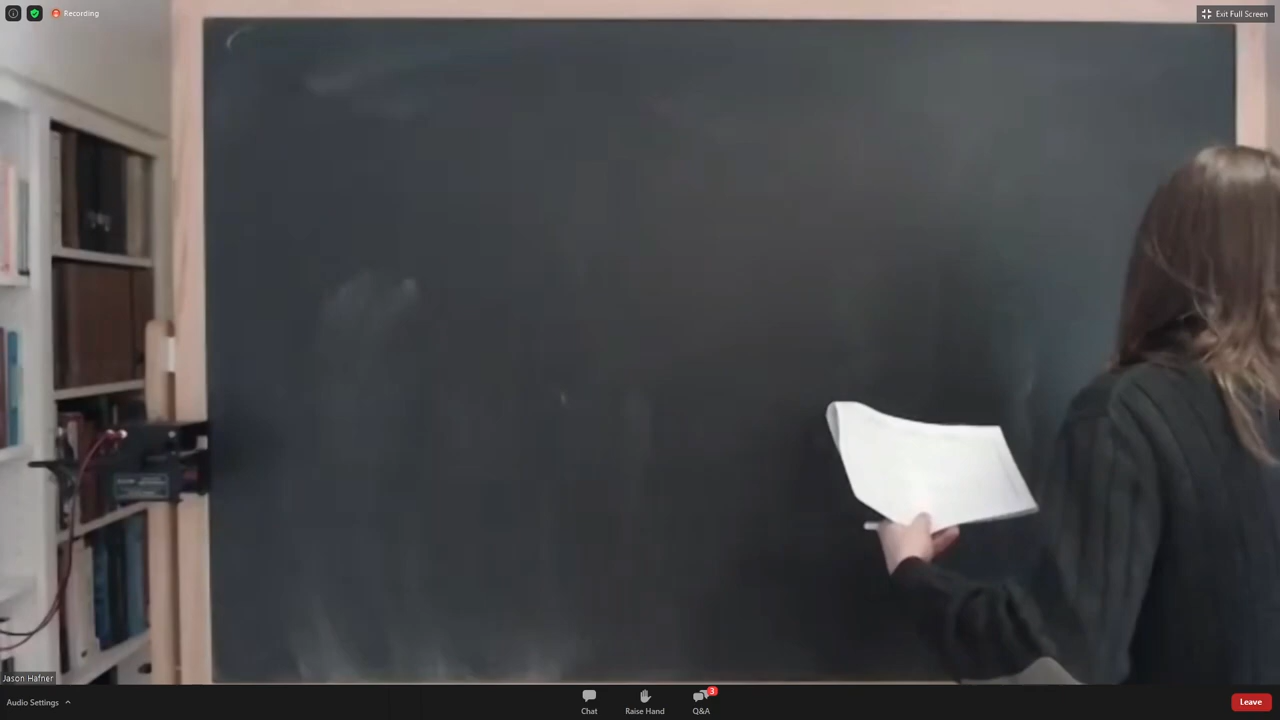 Recording
Exit Full Screen
Jason Hafner
Audio Settings
Chat
Raise Hand
3
Q&A
Leave